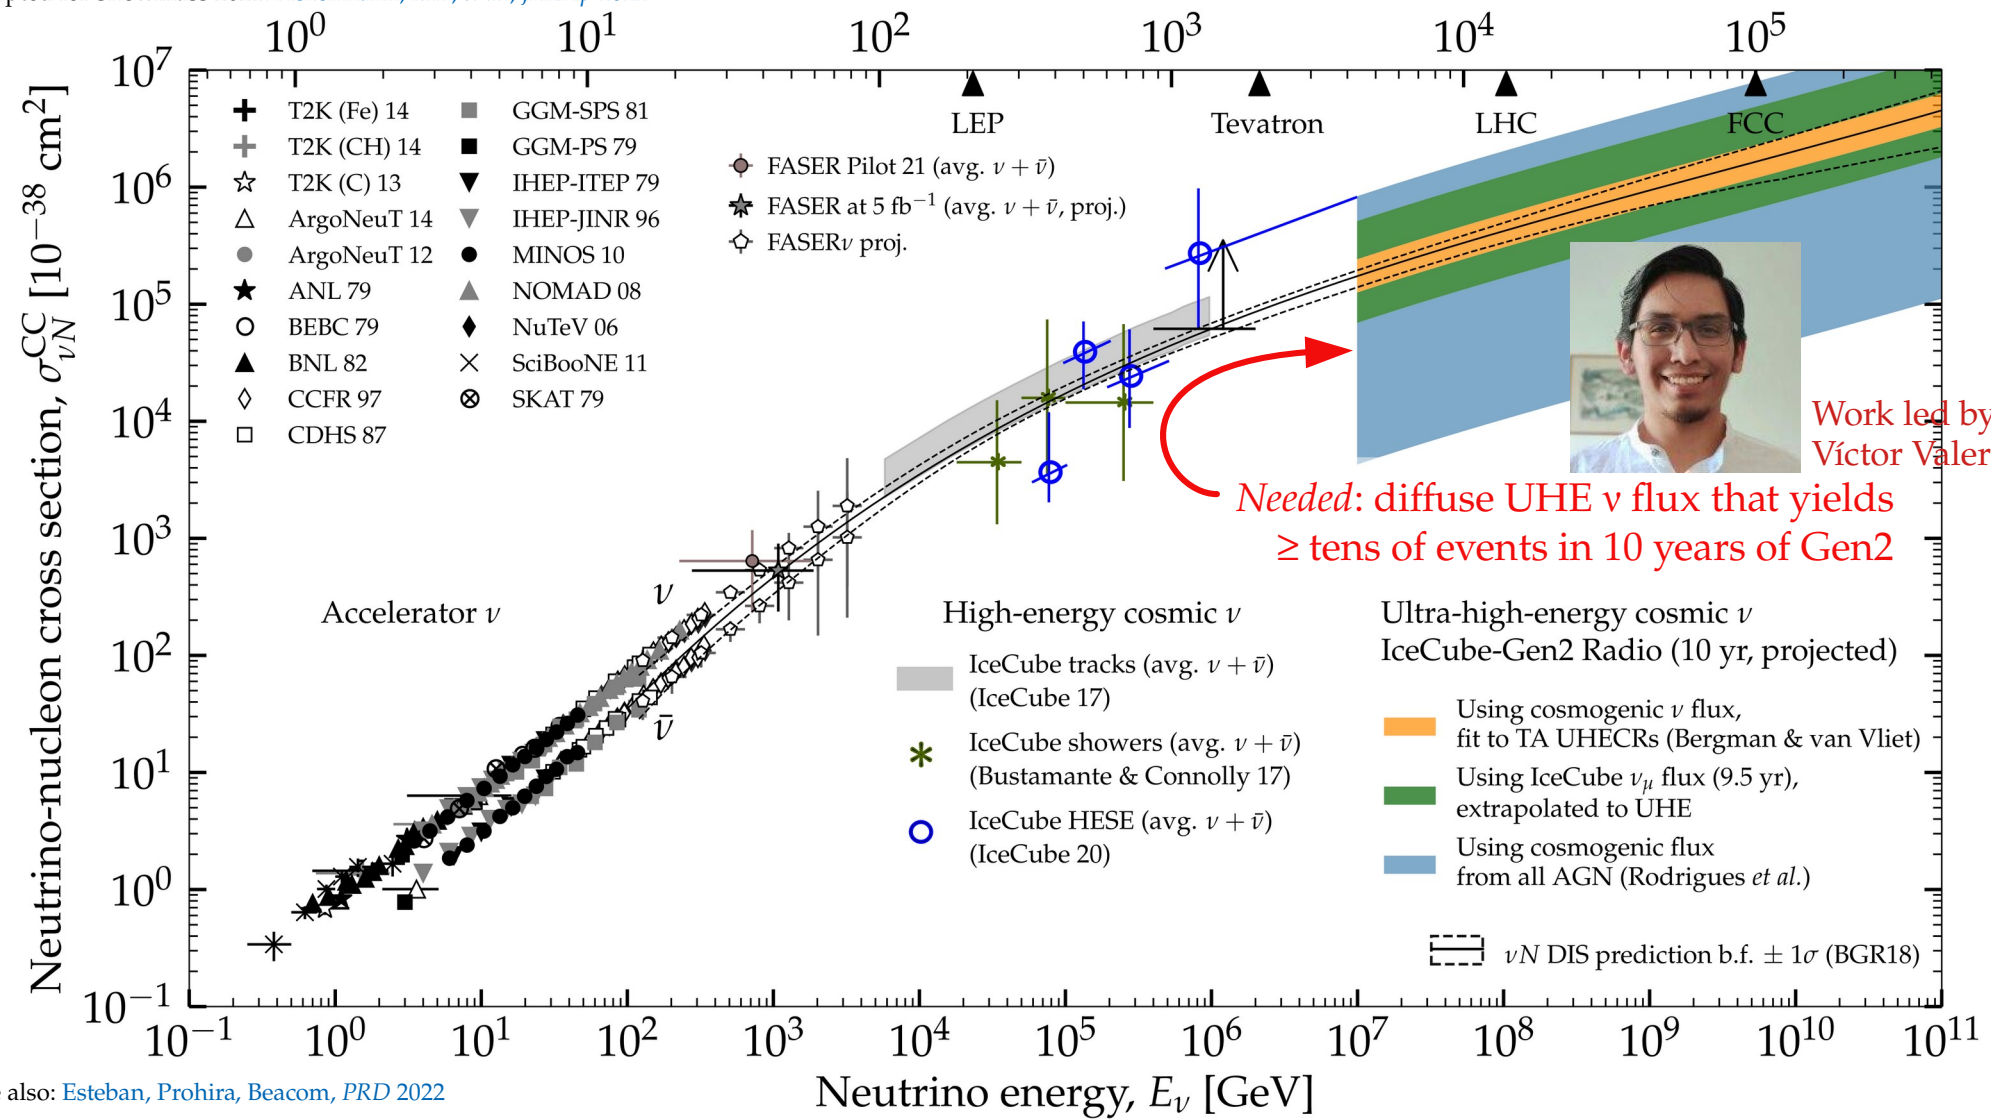 10⁰ 10¹ 10² 10³ 10⁴ 10⁵
10⁷
10⁶
10⁵
10⁴
10³
10²
10¹
10⁰
10⁻¹
Neutrino-nucleon cross section, σ_νN^CC [10⁻³⁸ cm²]
T2K (Fe) 14
T2K (CH) 14
T2K (C) 13
ArgoNeuT 14
ArgoNeuT 12
ANL 79
BEBC 79
BNL 82
CCFR 97
CDHS 87
GGM-SPS 81
GGM-PS 79
IHEP-ITEP 79
IHEP-JINR 96
MINOS 10
NOMAD 08
NuTeV 06
SciBooNE 11
SKAT 79
FASER Pilot 21 (avg. ν + ν̄)
FASER at 5 fb⁻¹ (avg. ν + ν̄, proj.)
FASERν proj.
LEP
Tevatron
LHC
FCC
Work led by
Víctor Valer
Needed: diffuse UHE ν flux that yields
≥ tens of events in 10 years of Gen2
ν
ν̄
Accelerator ν
High-energy cosmic ν
IceCube tracks (avg. ν + ν̄)
(IceCube 17)
IceCube showers (avg. ν + ν̄)
(Bustamante & Connolly 17)
IceCube HESE (avg. ν + ν̄)
(IceCube 20)
Ultra-high-energy cosmic ν
IceCube-Gen2 Radio (10 yr, projected)
Using cosmogenic ν flux,
fit to TA UHECRs (Bergman & van Vliet)
Using IceCube ν_μ flux (9.5 yr),
extrapolated to UHE
Using cosmogenic flux
from all AGN (Rodrigues et al.)
νN DIS prediction b.f. ± 1σ (BGR18)
10⁻¹ 10⁰ 10¹ 10² 10³ 10⁴ 10⁵ 10⁶ 10⁷ 10⁸ 10⁹ 10¹⁰ 10¹¹
Neutrino energy, E_ν [GeV]
also: Esteban, Prohira, Beacom, PRD 2022